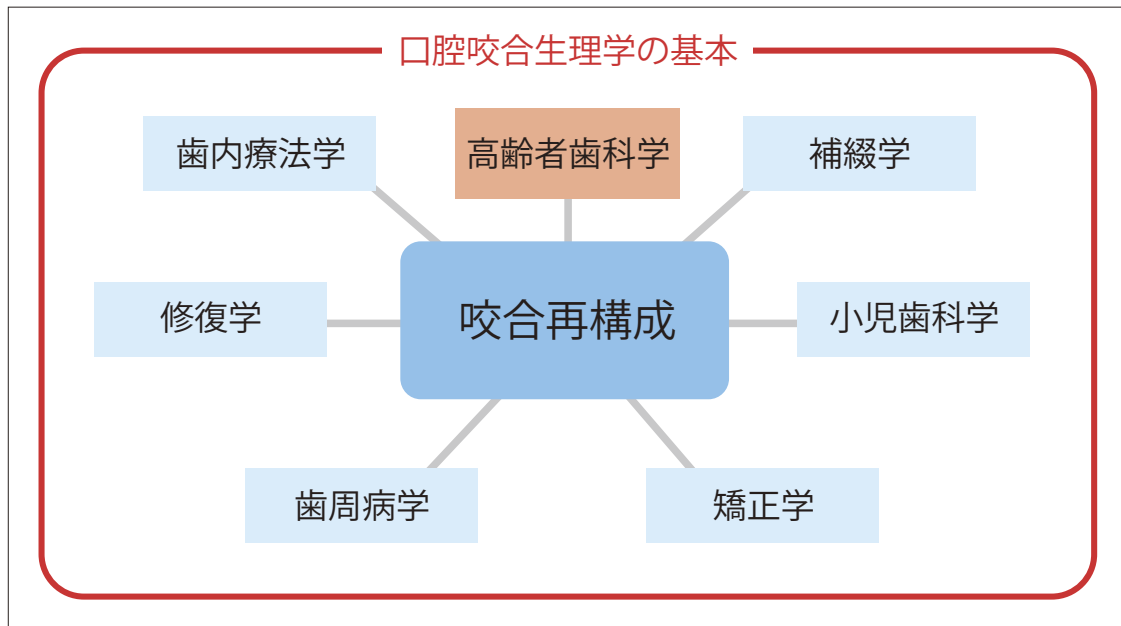 口腔咬合生理学の基本
歯内療法学
高齢者歯科学
補綴学
修復学
咬合再構成
小児歯科学
歯周病学
矯正学